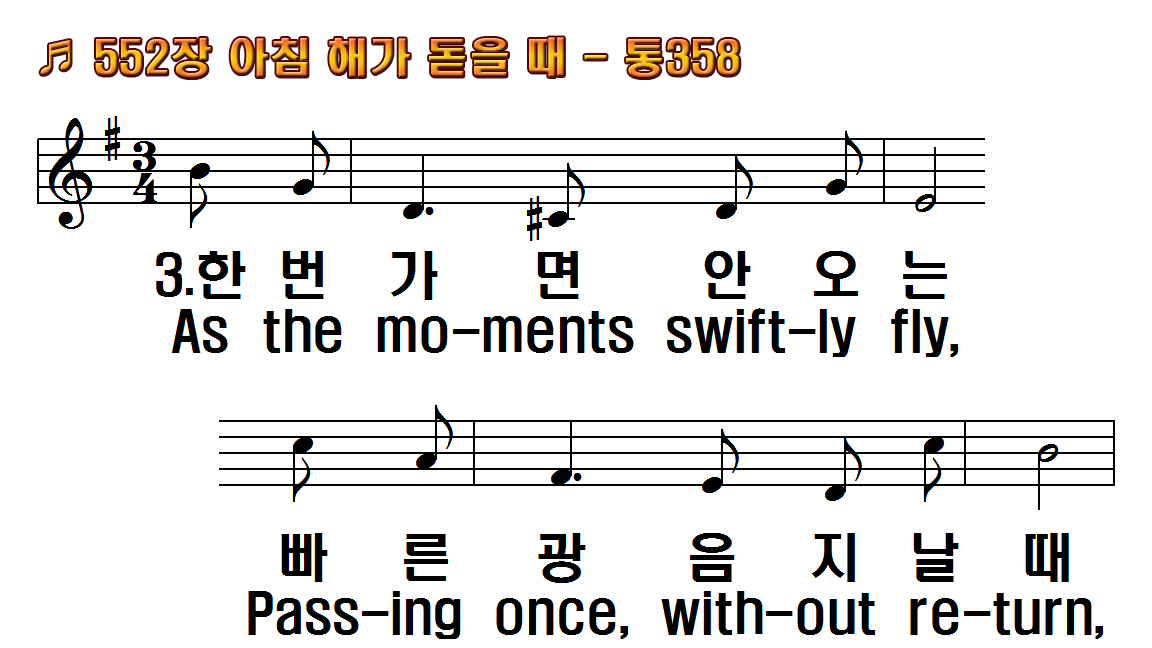 ♬ 552장 아침 해가 돋을 때 - 통358
3.한 번 가 면 안 오 는
As the mo-ments swift-ly fly,
빠 른 광 음 지 날 때
Pass-ing once, with-out re-turn,